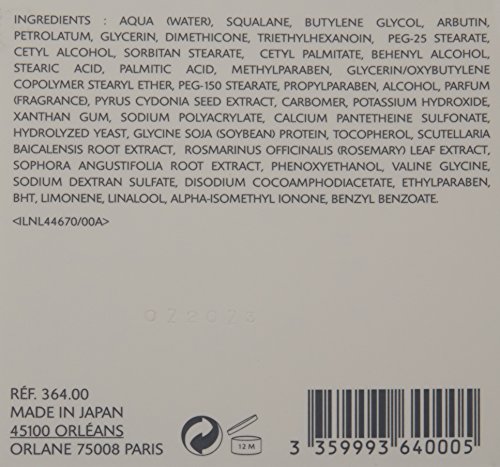 INGREDIENTS : AQUA (WATER), SQUALANE, BUTYLENE GLYCOL, ARBUTIN,
PETROLATUM, GLYCERIN, DIMETHICONE, TRIETHYLHEXANOIN, PEG-25 STEARATE,
CETYL ALCOHOL, SORBITAN STEARATE, CETYL PALMITATE, BEHENYL ALCOHOL,
STEARIC ACID, PALMITIC ACID, METHYLPARABEN, GLYCERIN/OXYBUTYLENE
COPOLYMER STEARYL ETHER, PEG-150 STEARATE, PROPYLPARABEN, ALCOHOL, PARFUM
(FRAGRANCE), PYRUS CYDONIA SEED EXTRACT, CARBOMER, POTASSIUM HYDROXIDE,
XANTHAN GUM, SODIUM POLYACRYLATE, CALCIUM PANTETHEINE SULFONATE,
HYDROLYZED YEAST, GLYCINE SOJA (SOYBEAN) PROTEIN, TOCOPHEROL, SCUTELLARIA
BAICALENSIS ROOT EXTRACT, ROSMARINUS OFFICINALIS (ROSEMARY) LEAF EXTRACT,
SOPHORA ANGUSTIFOLIA ROOT EXTRACT, PHENOXYETHANOL, VALINE GLYCINE,
SODIUM DEXTRAN SULFATE, DISODIUM COCOAMPHODIACETATE, ETHYLPARABEN,
BHT, LIMONENE, LINALOOL, ALPHA-ISOMETHYL IONONE, BENZYL BENZOATE.
<ILNL44670/00A>
022023
RÉF. 364.00
MADE IN JAPAN
45100 ORLÉANS
ORLANE 75008 PARIS
12 M
3 359993 640005